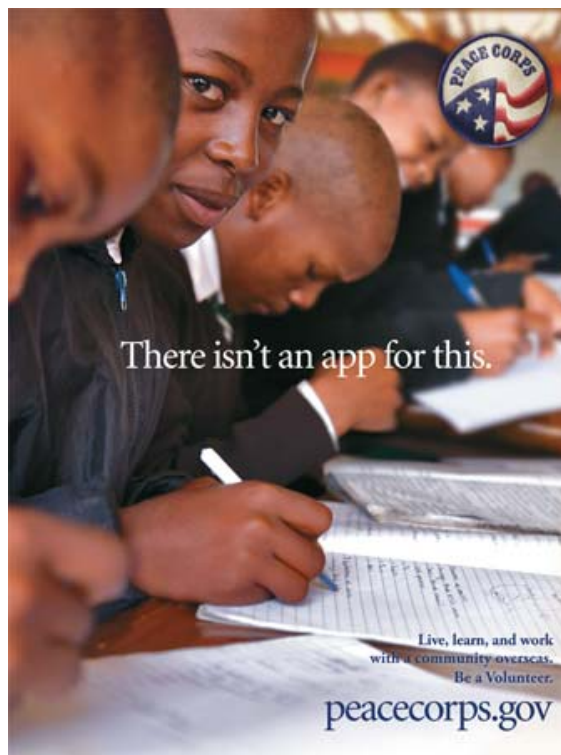 PEACE CORPS
There isn't an app for this.
Live, learn, and work
with a community overseas.
Be a Volunteer.
peacecorps.gov